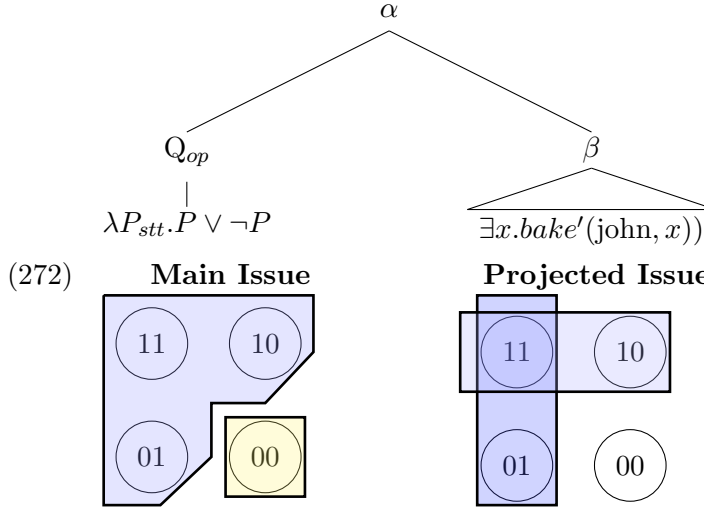 α
Q_op β
λP_stt.P ∨ ¬P ∃x.bake′(john, x))
(272) Main Issue Projected Issue
11 10 11 10
01 00 01 00